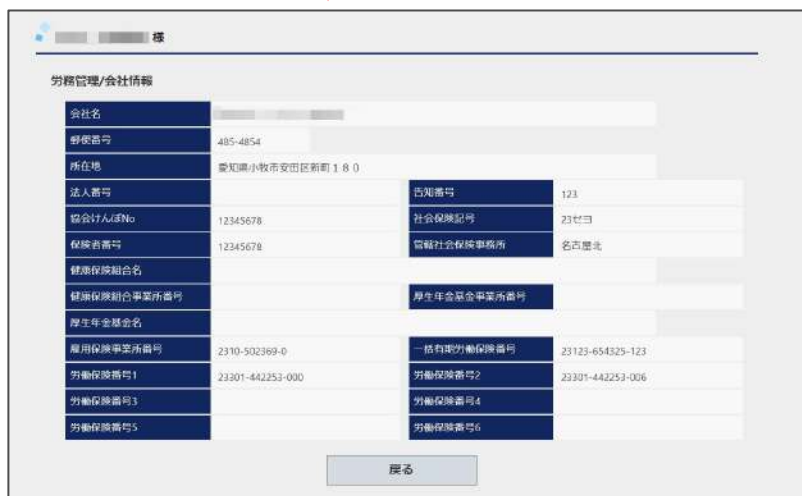 様
労務管理/会社情報
会社名
郵便番号 485-4854
所在地 愛知県小牧市安田区新町180
法人番号 告知番号 123
協会けんぽNo 12345678 社会保険記号 23セヨ
保険者番号 12345678 管轄社会保険事務所 名古屋北
健康保険組合名
健康保険組合事業所番号 厚生年金基金事業所番号
厚生年金基金名
雇用保険事業所番号 2310-502369-0 一括有期労働保険番号 23123-654325-123
労働保険番号1 23301-442253-000 労働保険番号2 23301-442253-006
労働保険番号3 労働保険番号4
労働保険番号5 労働保険番号6
戻る